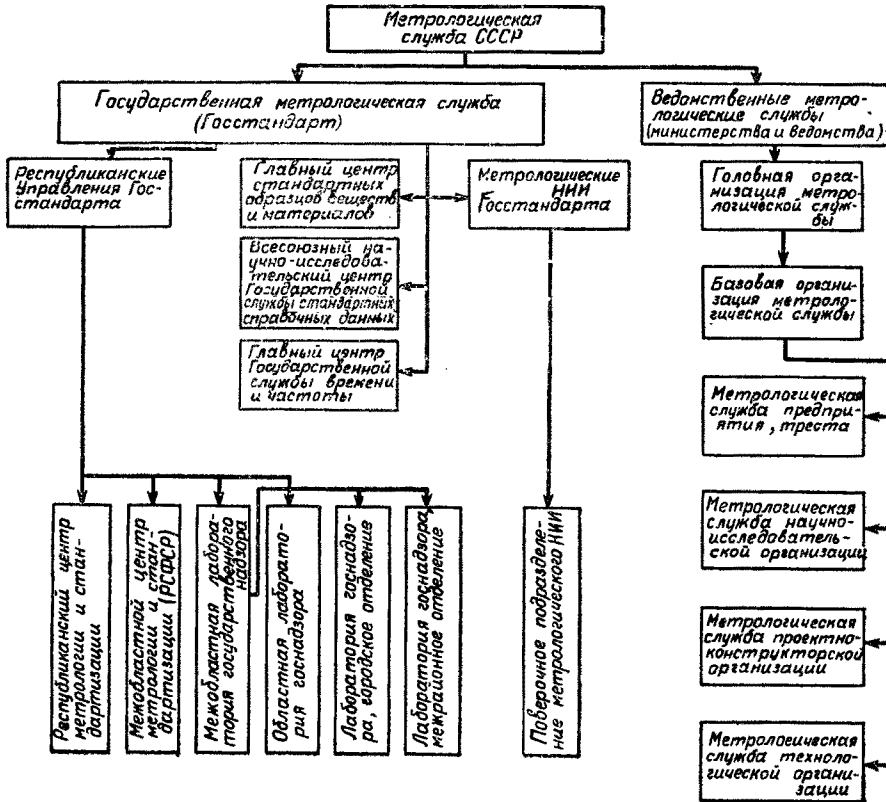 Метрологическая
служба СССР
Государственная метрологическая служба
(Госстандарт)
Ведомственные метро-
логические службы
(министерства и ведомства)
Республиканские
Управления Гос-
стандарта
Главный центр
стандартных
образцов веществ
и материалов
Метрологические
НИИ
Госстандарта
Головная орга-
низация метро-
логической служ-
бы
Всесоюзный на-
учно-исследова-
тельский центр
Государственной
службы стандартных
справочных данных
Базовая органи-
зация метроло-
гической службы
Главный центр
Государственной
службы времени
и частоты
Метрологическая
служба предпри-
ятия, треста
Метрологическая
служба научно-
исследователь-
ской организации
Метрологическая
служба проектно-
конструкторской
организации
Метрологическая
служба техноло-
гической органи-
зации
Республиканский центр
метрологии и стан-
дартизации
Межобластной центр
метрологии и стан-
дартизации (РСФСР)
Межобластная лабора-
тория государственного
надзора
Областная лаборато-
рия госнадзора
Лаборатория госнадзо-
ра, городское отделение
Лаборатория госнадзора,
межрайонное отделение
Поверочное подразделе-
ние метрологического НИИ